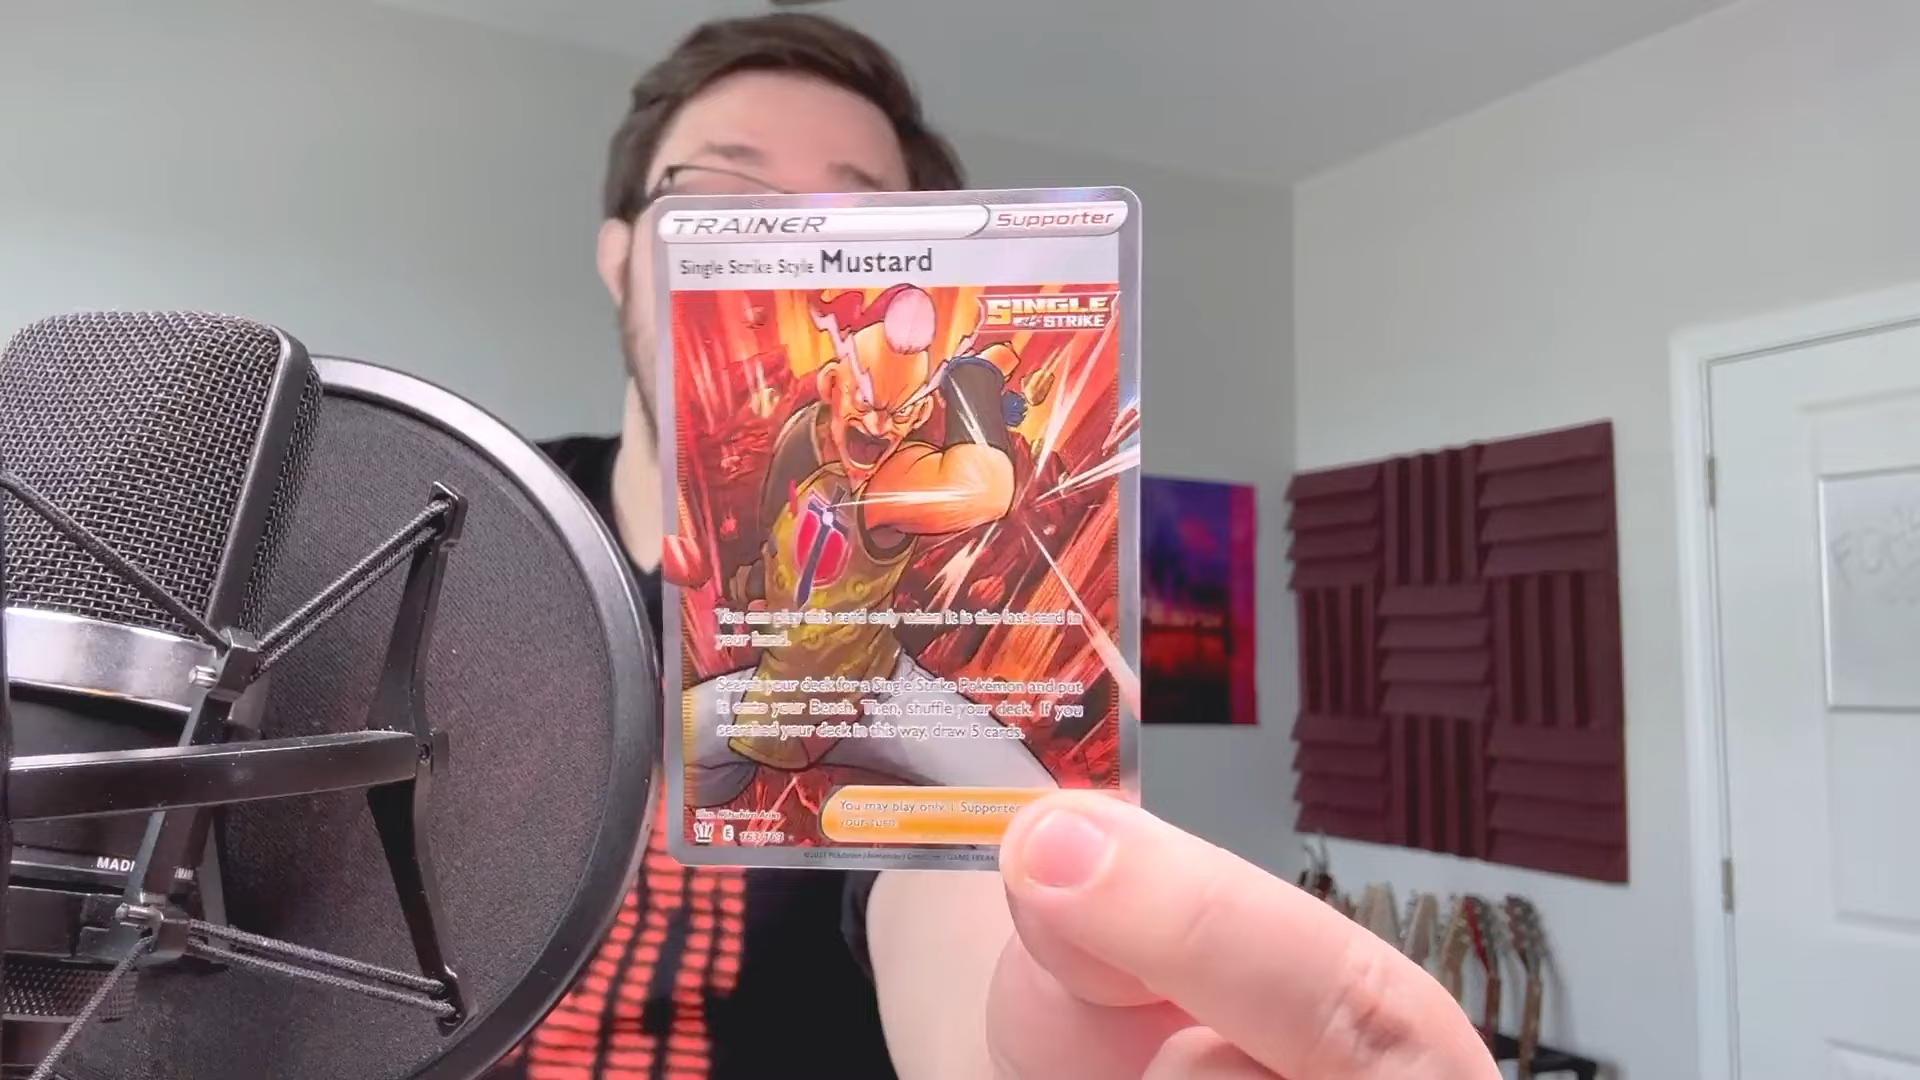 TRAINER Supporter
Single Strike Style Mustard
SINGLE
STRIKE
You can play this card only when it is the last card in
your hand.
Search your deck for a Single Strike Pokémon and put
it onto your Bench. Then, shuffle your deck. If you
searched your deck in this way, draw 5 cards.
You may play only 1 Supporter
your turn.
E 163/163
MADE